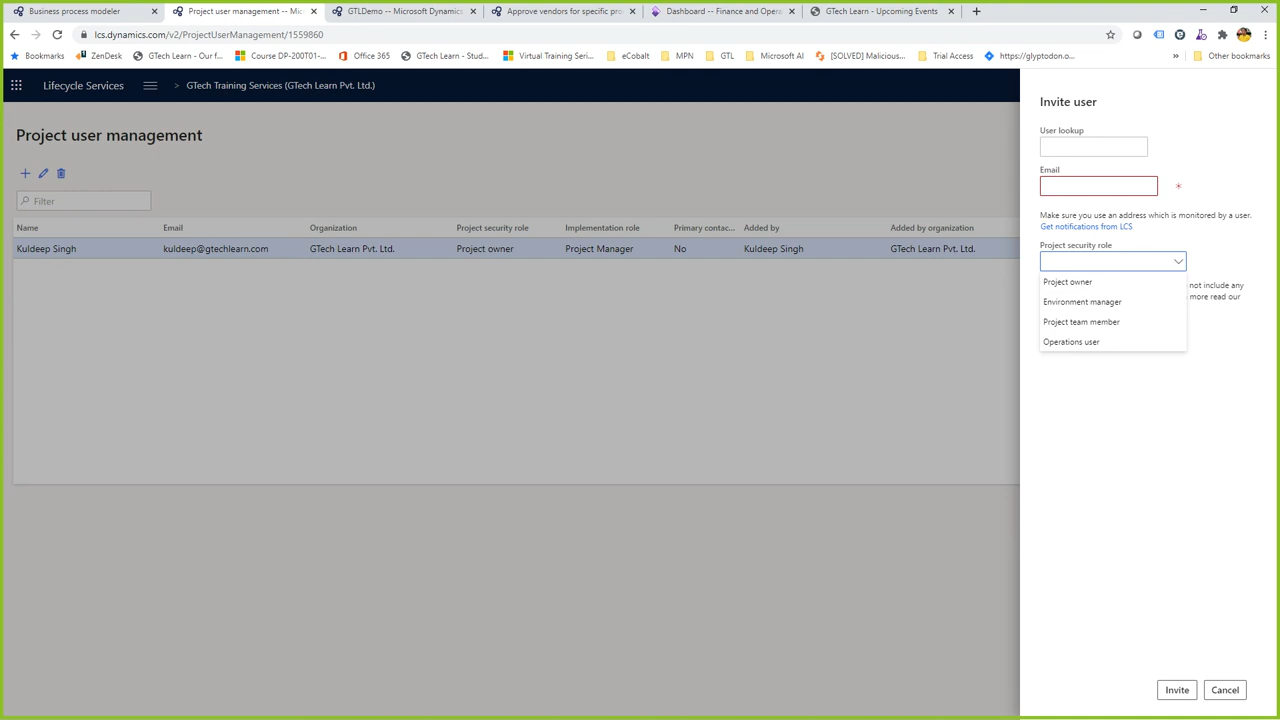 Business process modeler
Project user management -- Mic
GTLDemo -- Microsoft Dynamics
Approve vendors for specific pro
Dashboard -- Finance and Opera
GTech Learn - Upcoming Events
lcs.dynamics.com/v2/ProjectUserManagement/1559860
Bookmarks
ZenDesk
GTech Learn - Our f...
Course DP-200T01-...
Office 365
GTech Learn - Stud...
Virtual Training Seri...
eCobalt
MPN
GTL
Microsoft AI
[SOLVED] Malicious...
Trial Access
https://glyptodon.o...
»
Other bookmarks
Lifecycle Services
> GTech Training Services (GTech Learn Pvt. Ltd.)
Project user management
Filter
Name Email Organization Project security role Implementation role Primary contac... Added by Added by organization
Kuldeep Singh kuldeep@gtechlearn.com GTech Learn Pvt. Ltd. Project owner Project Manager No Kuldeep Singh GTech Learn Pvt. Ltd.
Invite user
User lookup
Email
*
Make sure you use an address which is monitored by a user.
Get notifications from LCS
Project security role
not include any
more read our
Project owner
Environment manager
Project team member
Operations user
Invite
Cancel